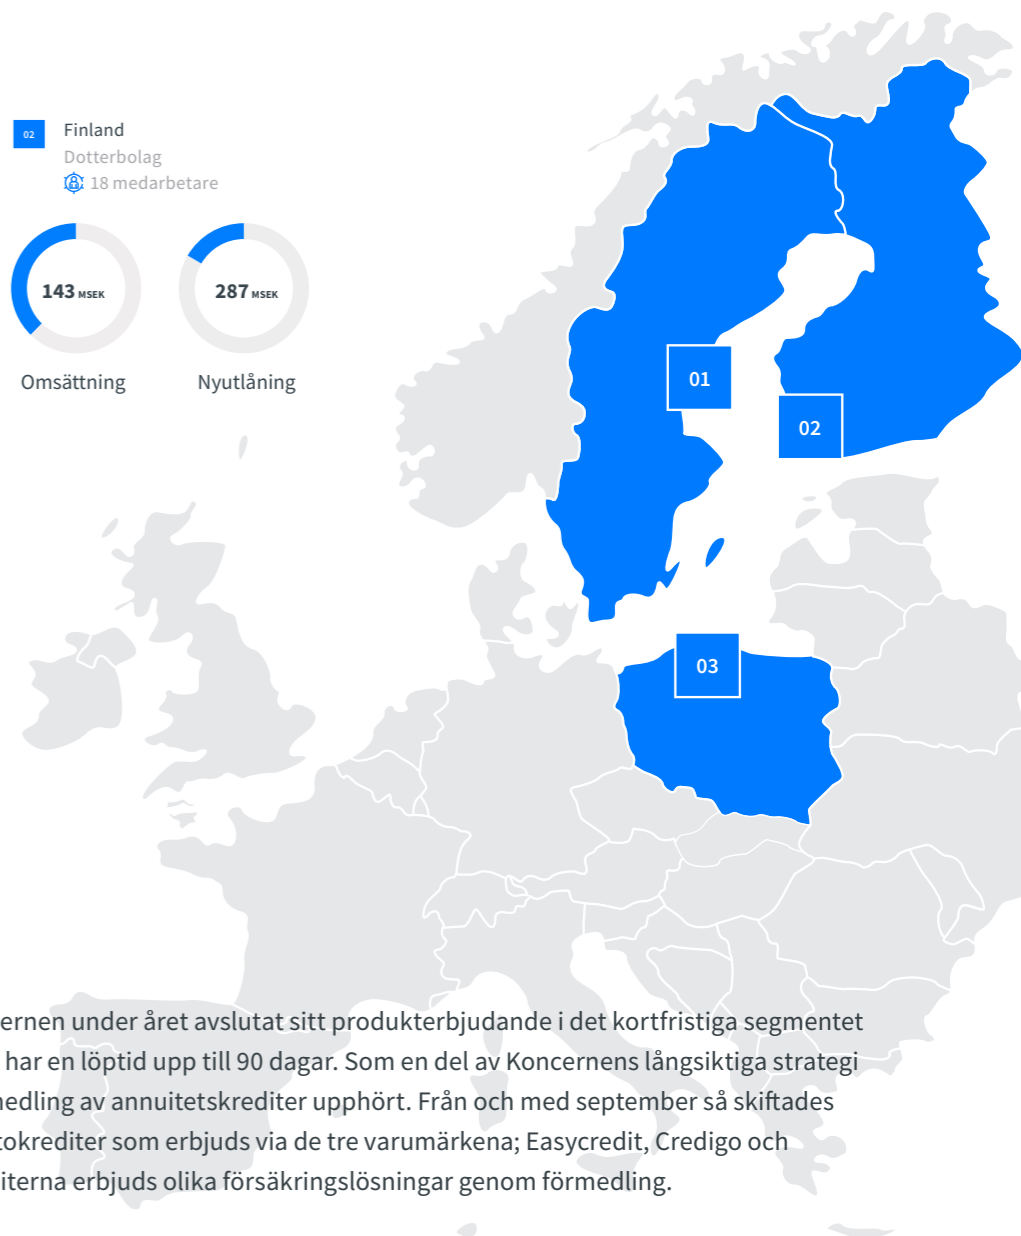 02
Finland
Dotterbolag
18 medarbetare
143 MSEK
287 MSEK
Omsättning
Nyutlåning
01
02
03
ernen under året avslutat sitt produkterbjudande i det kortfristiga segmentet
har en löptid upp till 90 dagar. Som en del av Koncernens långsiktiga strategi
nedling av annuitetskrediter upphört. Från och med september så skiftades
tokrediter som erbjuds via de tre varumärkena; Easycredit, Credigo och
iterna erbjuds olika försäkringslösningar genom förmedling.